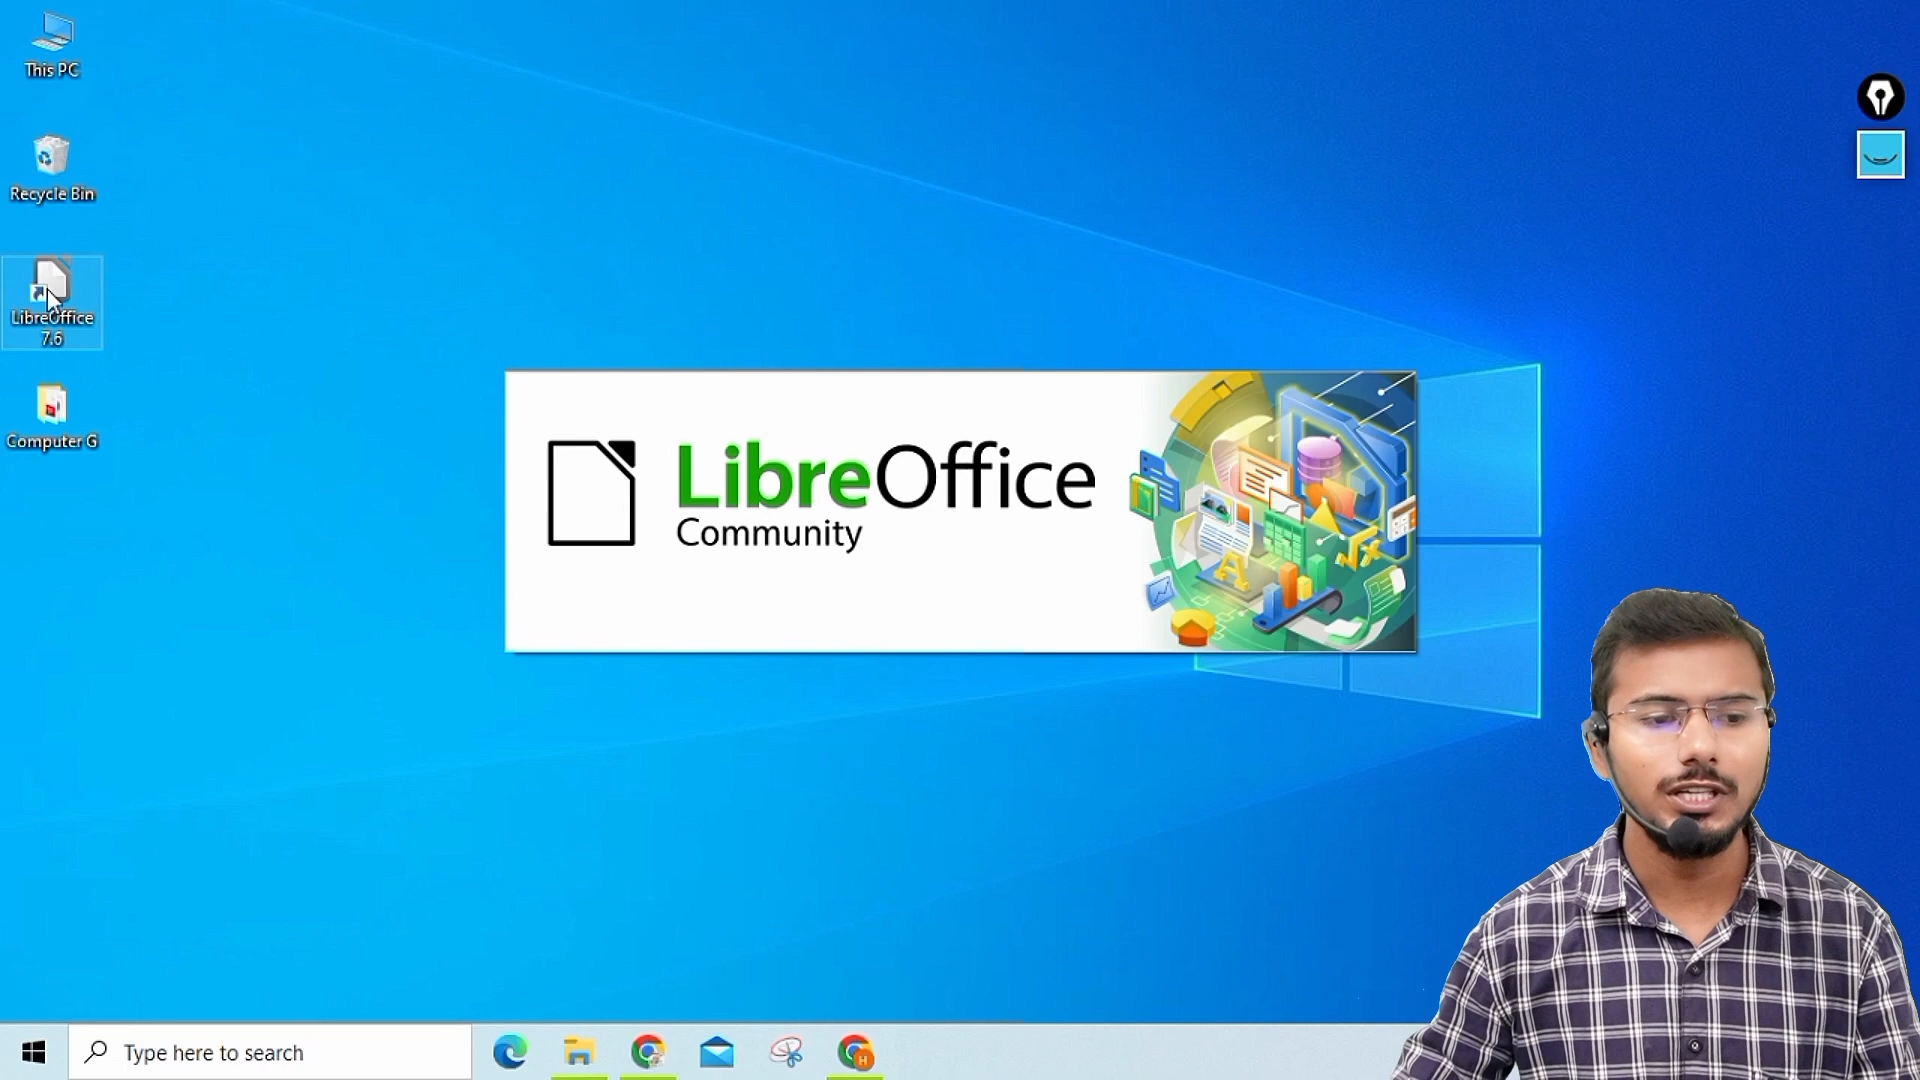 This PC
Recycle Bin
LibreOffice
7.6
Computer G
LibreOffice
Community
Type here to search
H